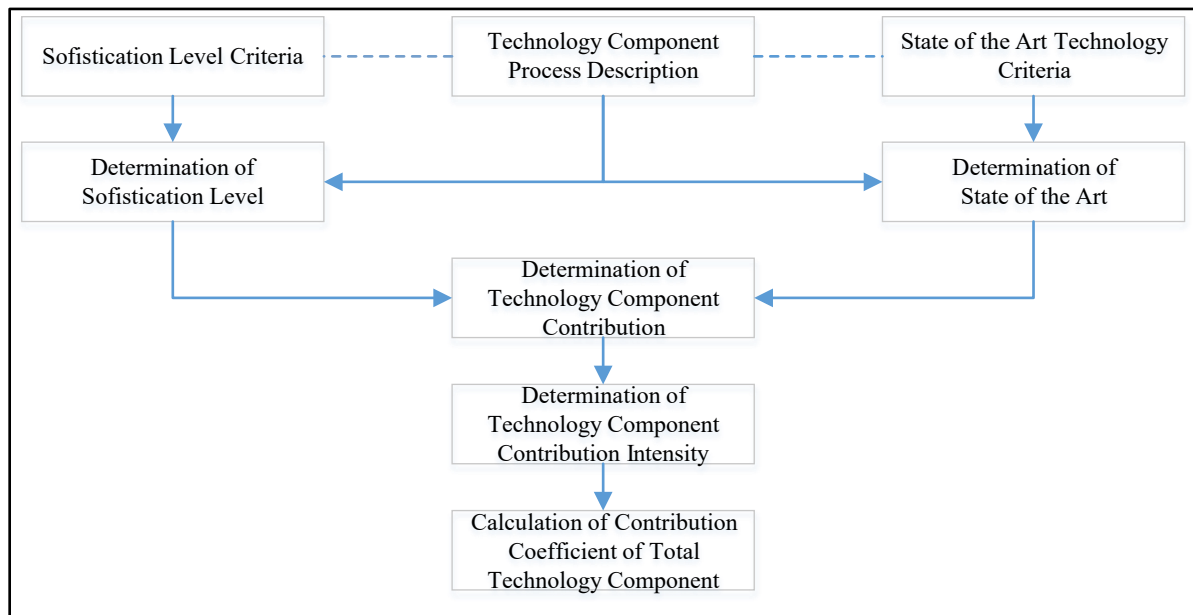 Sofistication Level Criteria
Technology Component
Process Description
State of the Art Technology
Criteria
Determination of
Sofistication Level
Determination of
State of the Art
Determination of
Technology Component
Contribution
Determination of
Technology Component
Contribution Intensity
Calculation of Contribution
Coefficient of Total
Technology Component